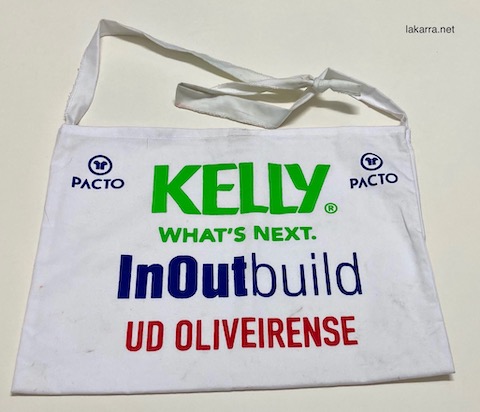 lakarra.net
PACTO
KELLY®
PACTO
WHAT'S NEXT.
InOutbuild
UD OLIVEIRENSE